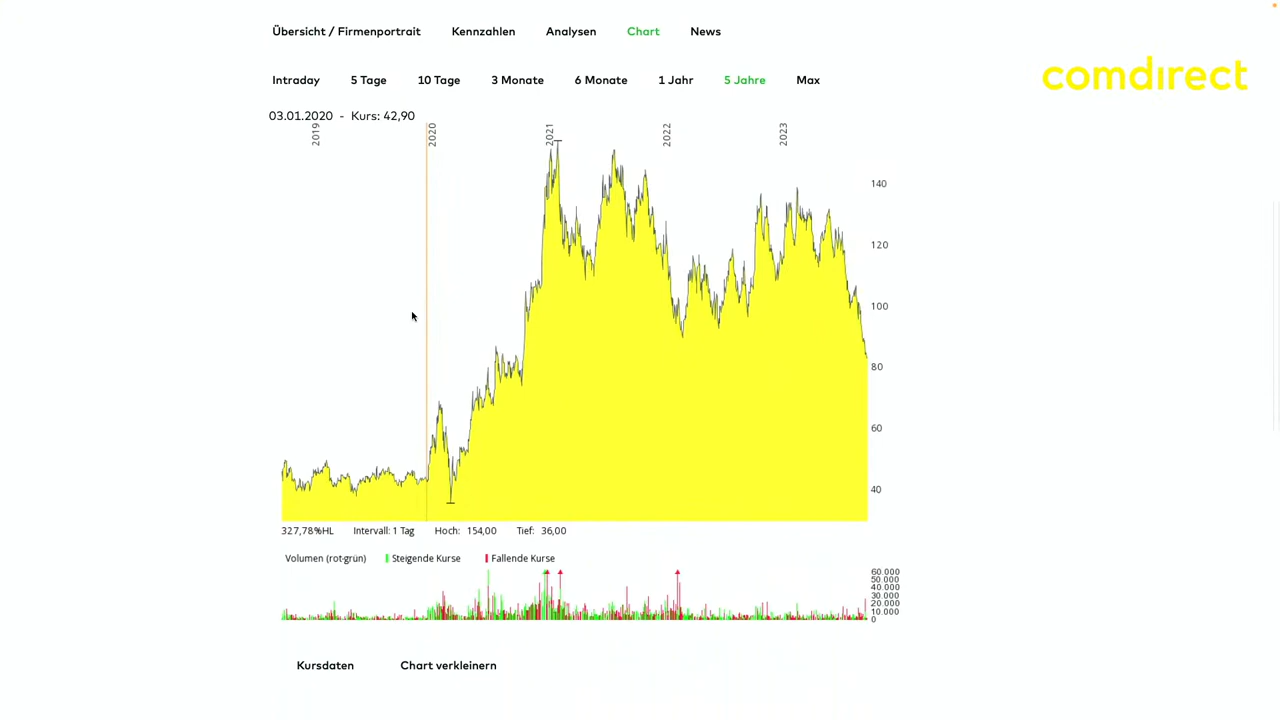 Übersicht / Firmenportrait Kennzahlen Analysen Chart News
comdirect
Intraday 5 Tage 10 Tage 3 Monate 6 Monate 1 Jahr 5 Jahre Max
03.01.2020 - Kurs: 42,90
2019 2020 2021 2022 2023
140
120
100
80
60
40
327,78%HL Intervall: 1 Tag Hoch: 154,00 Tief: 36,00
Volumen (rot-grün) Steigende Kurse Fallende Kurse
60.000
50.000
40.000
30.000
20.000
10.000
0
Kursdaten Chart verkleinern